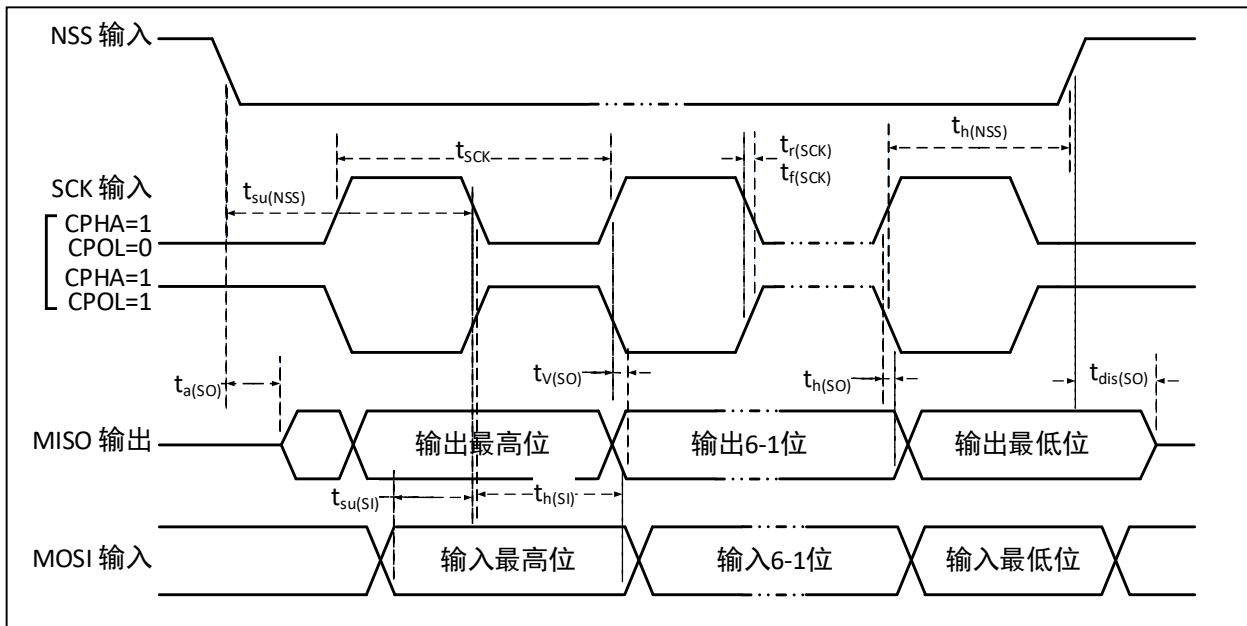 NSS 输入
t_h(NSS)
t_SCK
t_r(SCK)
t_f(SCK)
SCK 输入
t_su(NSS)
CPHA=1
CPOL=0
CPHA=1
CPOL=1
t_a(SO)
t_V(SO)
t_h(SO)
t_dis(SO)
MISO 输出
输出最高位
输出6-1位
输出最低位
t_su(SI)
t_h(SI)
MOSI 输入
输入最高位
输入6-1位
输入最低位